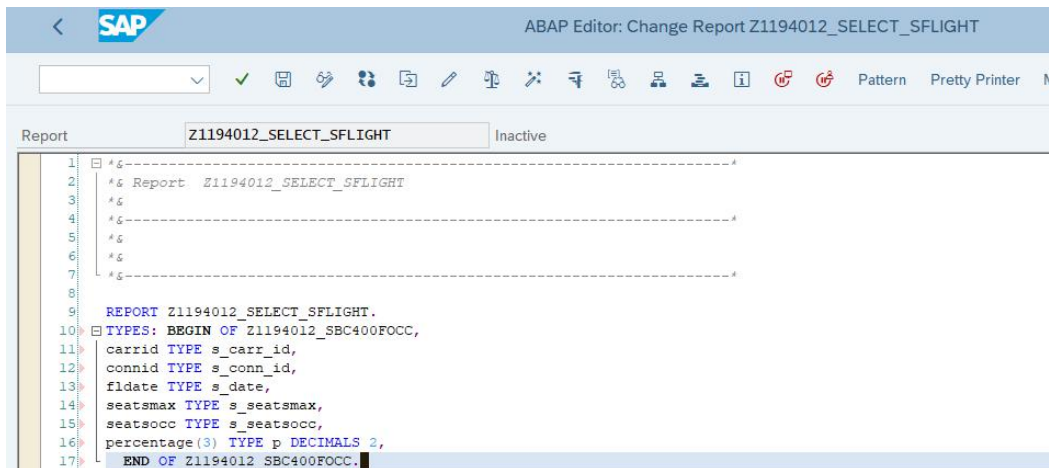 SAP
ABAP Editor: Change Report Z1194012_SELECT_SFLIGHT
Pattern Pretty Printer
Report Z1194012_SELECT_SFLIGHT Inactive
1 *&---------------------------------------------------------------------*
2 *& Report  Z1194012_SELECT_SFLIGHT
3 *&
4 *&---------------------------------------------------------------------*
5 *&
6 *&
7 *&---------------------------------------------------------------------*
8
9 REPORT Z1194012_SELECT_SFLIGHT.
10 TYPES: BEGIN OF Z1194012_SBC400FOCC,
11 carrid TYPE s_carr_id,
12 connid TYPE s_conn_id,
13 fldate TYPE s_date,
14 seatsmax TYPE s_seatsmax,
15 seatsocc TYPE s_seatsocc,
16 percentage(3) TYPE p DECIMALS 2,
17 END OF Z1194012_SBC400FOCC.